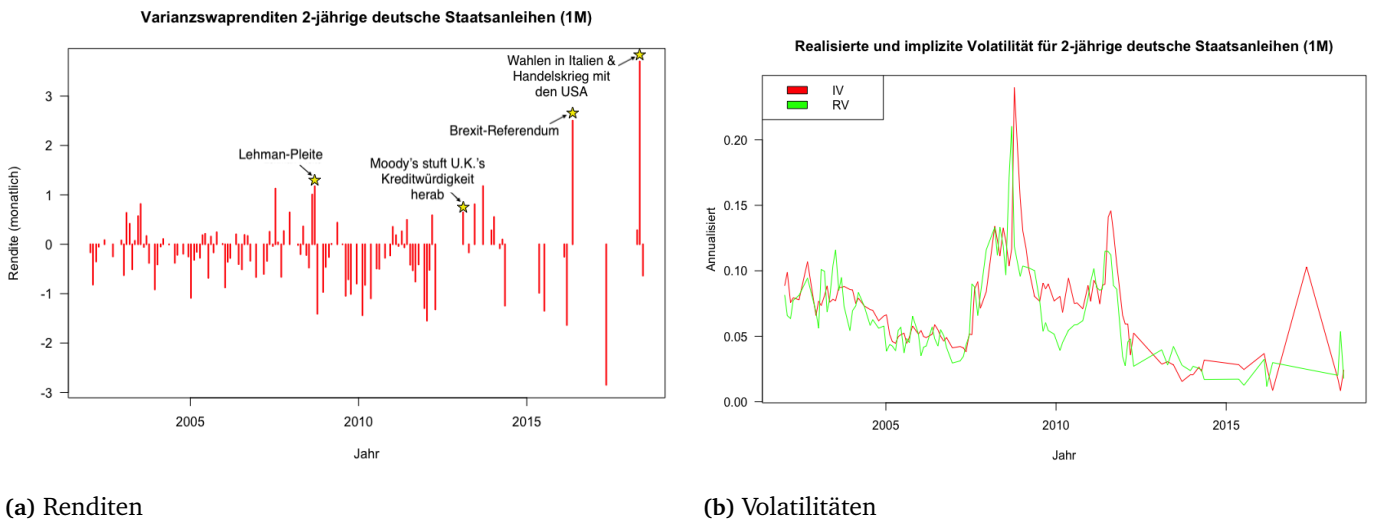 Varianzswaprenditen 2-jährige deutsche Staatsanleihen (1M)
Rendite (monatlich)
3
2
1
0
-1
-2
-3
Lehman-Pleite
Moody's stuft U.K.'s
Kreditwürdigkeit
herab
Brexit-Referendum
Wahlen in Italien &
Handelskrieg mit
den USA
2005
2010
2015
Jahr
(a) Renditen
Realisierte und implizite Volatilität für 2-jährige deutsche Staatsanleihen (1M)
IV
RV
Annualisiert
0.20
0.15
0.10
0.05
0.00
2005
2010
2015
Jahr
(b) Volatilitäten